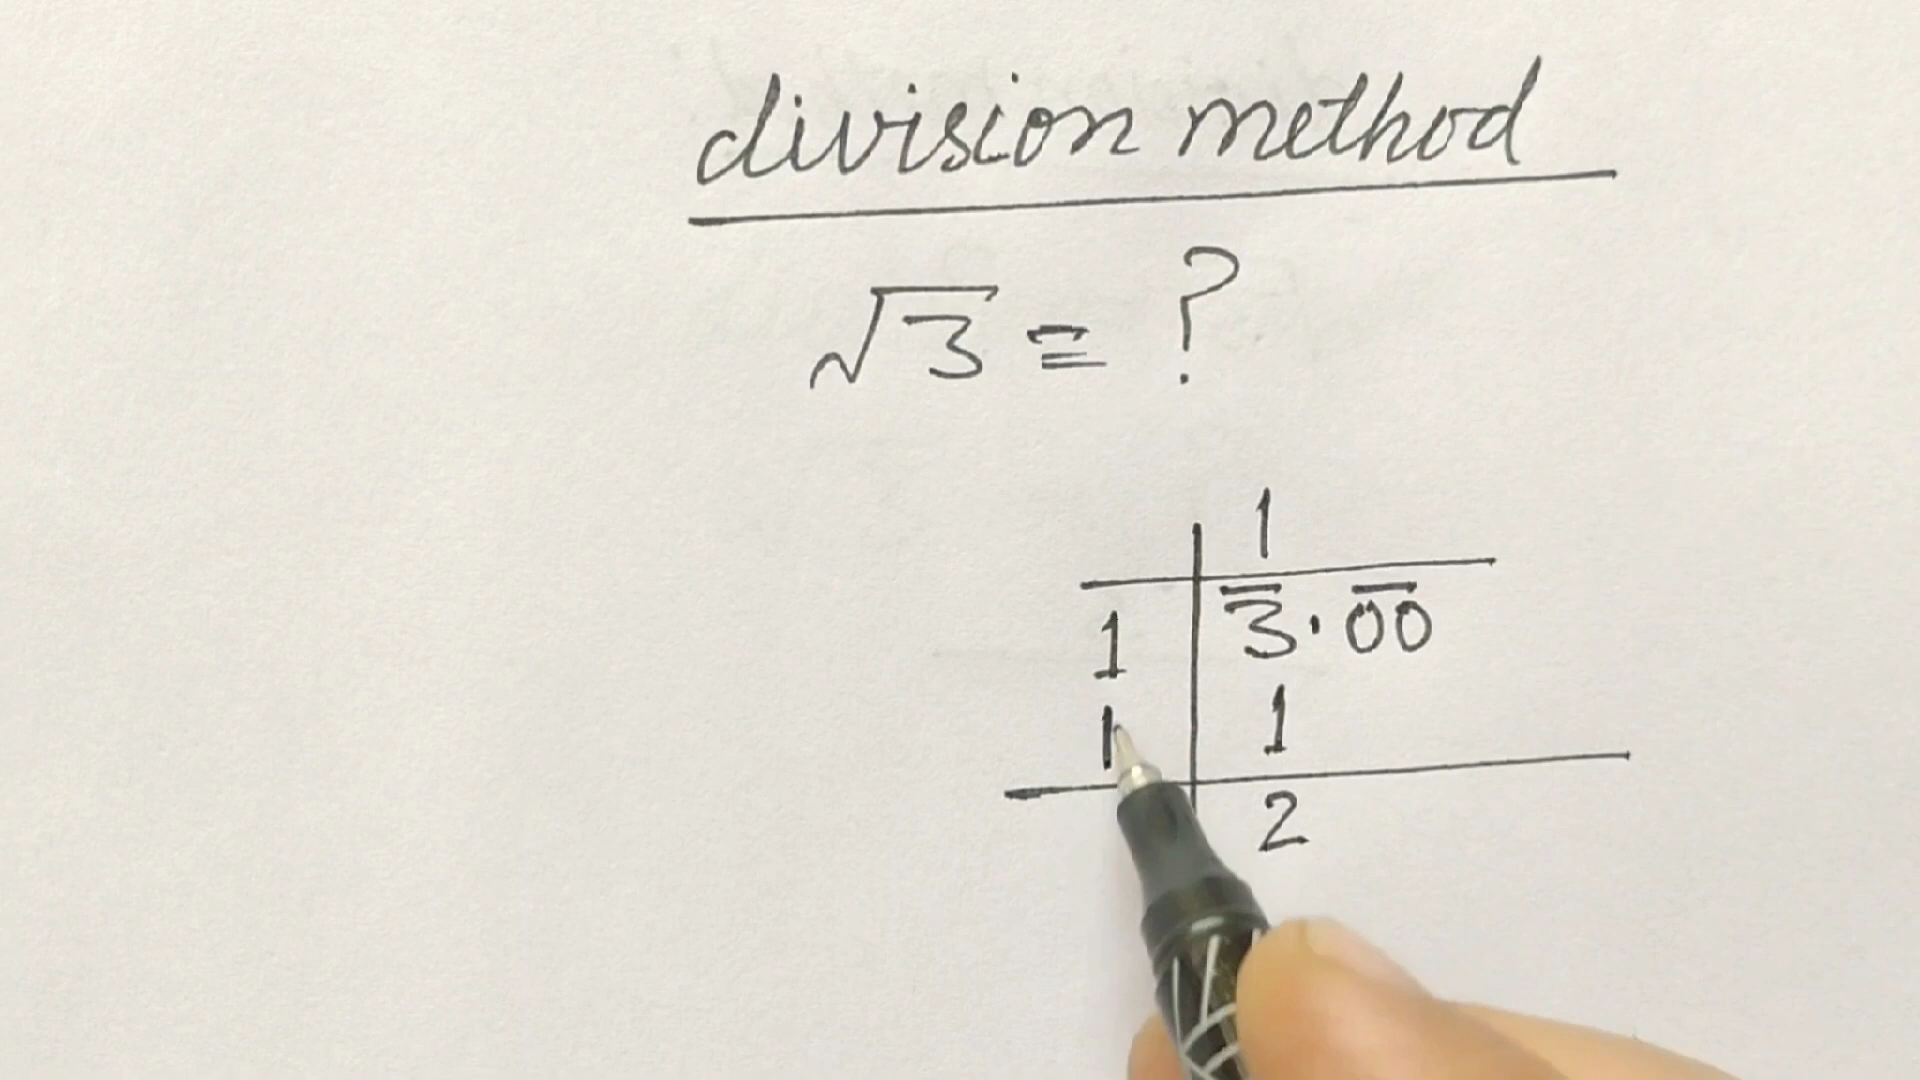 division method
√3 = ?
1
1 | 3.00
1 | 1
2